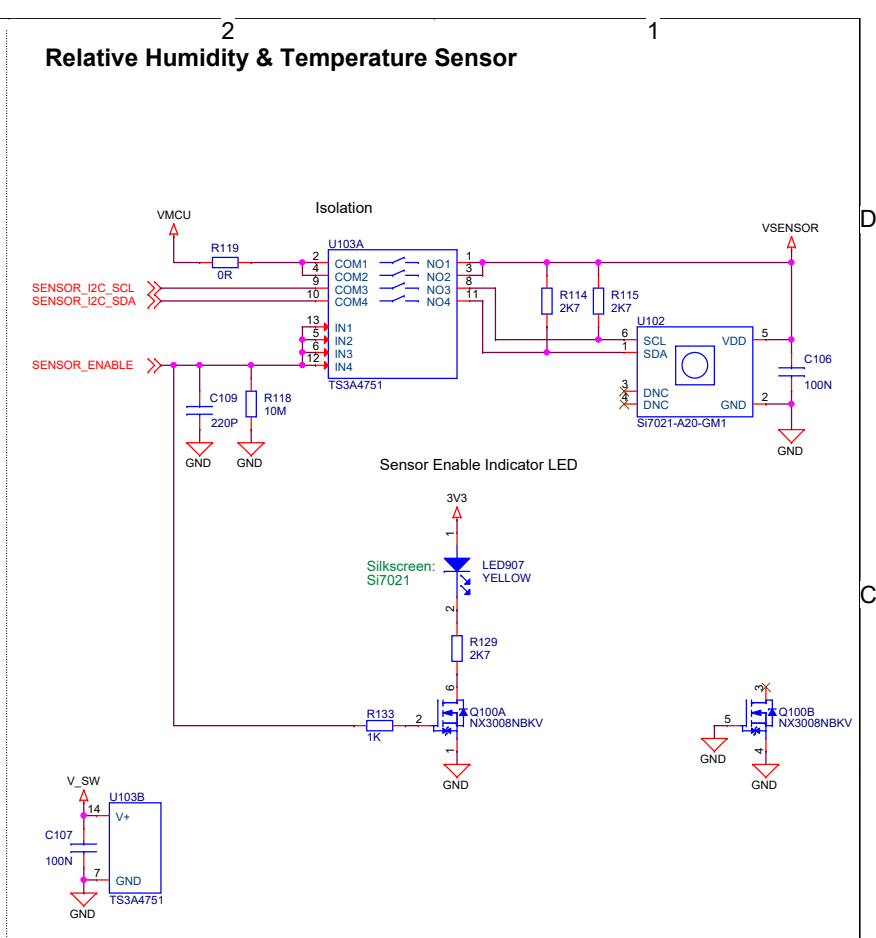 2
1
Relative Humidity & Temperature Sensor
D
Isolation
VMCU
VSENSOR
R119
0R
U103A
2
4
9
10
COM1
COM2
COM3
COM4
NO1
NO2
NO3
NO4
1
3
8
11
SENSOR_I2C_SCL
SENSOR_I2C_SDA
13
5
6
12
IN1
IN2
IN3
IN4
TS3A4751
SENSOR_ENABLE
R114
2K7
R115
2K7
U102
6
1
SCL
SDA
VDD
5
3
4
DNC
DNC
GND
2
Si7021-A20-GM1
C106
100N
GND
C109
220P
R118
10M
GND
GND
Sensor Enable Indicator LED
3V3
1
Silkscreen:
Si7021
LED907
YELLOW
C
2
R129
2K7
6
R133
1K
2
Q100A
NX3008NBKV
1
GND
3
5
Q100B
NX3008NBKV
GND
4
GND
V_SW
U103B
14
V+
C107
100N
7
GND
TS3A4751
GND